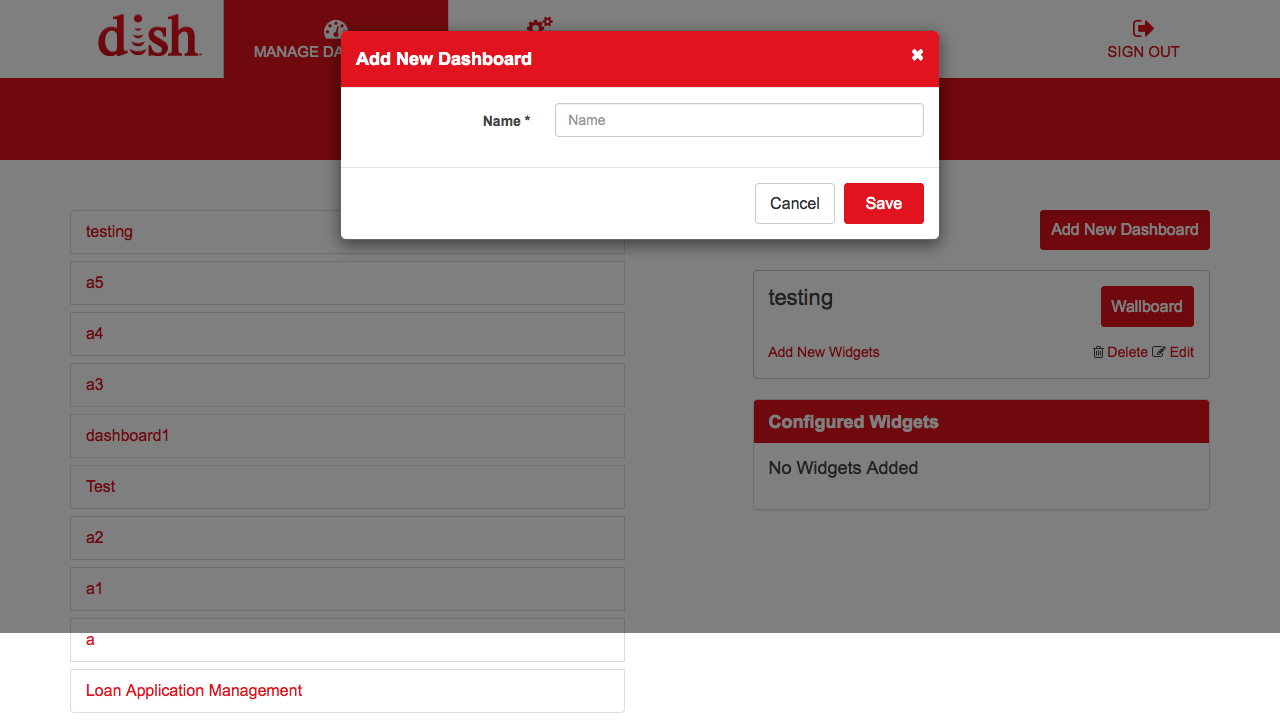 dish
MANAGE DA
SIGN OUT
Add New Dashboard
Name *
Name
Cancel
Save
testing
a5
a4
a3
dashboard1
Test
a2
a1
a
Loan Application Management
Add New Dashboard
testing
Wallboard
Add New Widgets
Delete
Edit
Configured Widgets
No Widgets Added